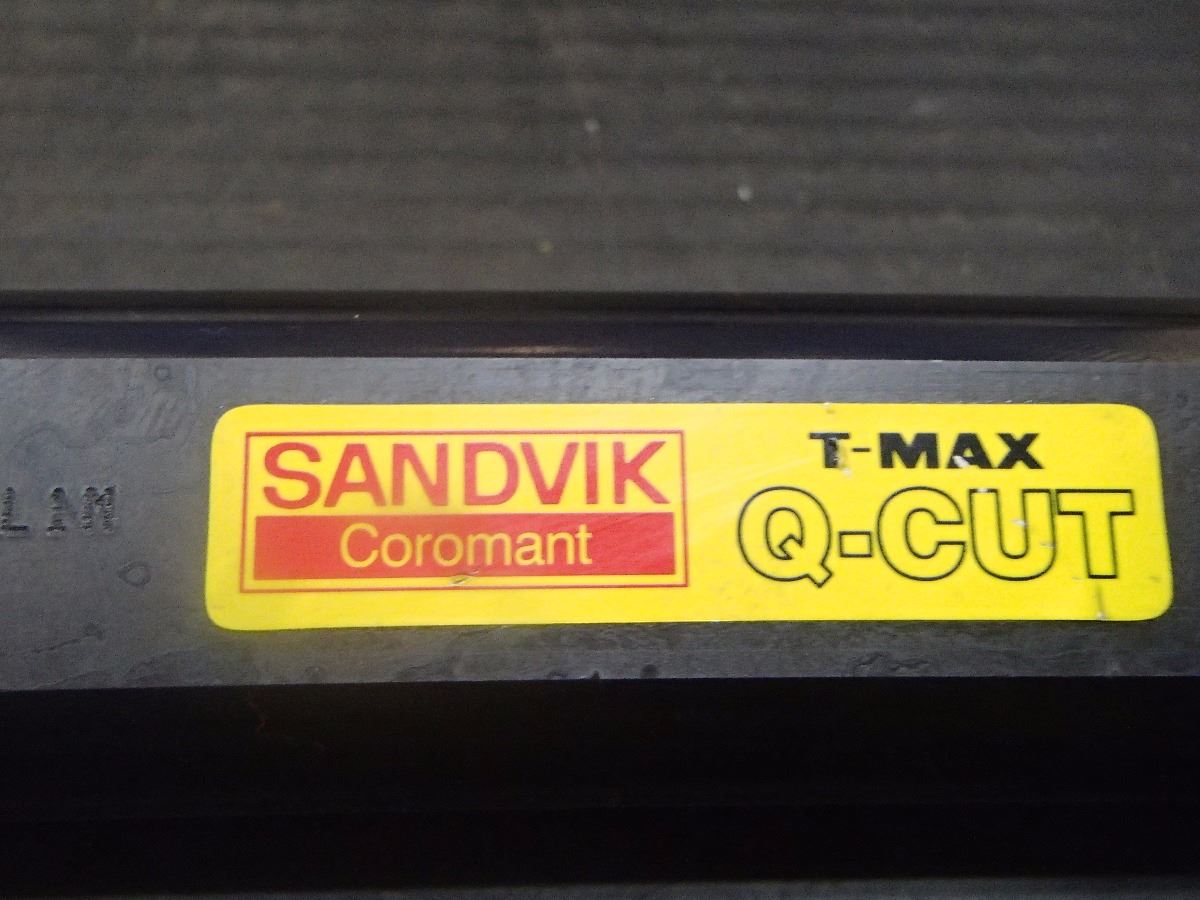 SANDVIK
Coromant
T-MAX
Q-CUT